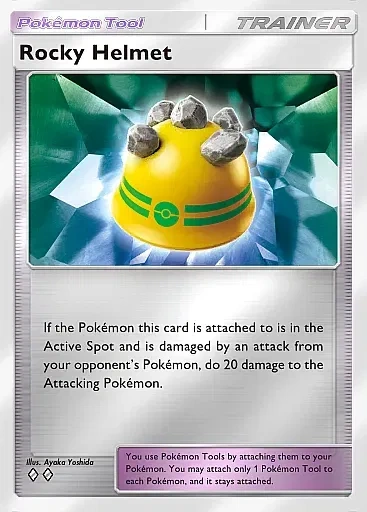 Pokémon Tool
TRAINER
Rocky Helmet
If the Pokémon this card is attached to is in the
Active Spot and is damaged by an attack from
your opponent's Pokémon, do 20 damage to the
Attacking Pokémon.
Illus. Ayaka Yoshida
You use Pokémon Tools by attaching them to your
Pokémon. You may attach only 1 Pokémon Tool to
each Pokémon, and it stays attached.